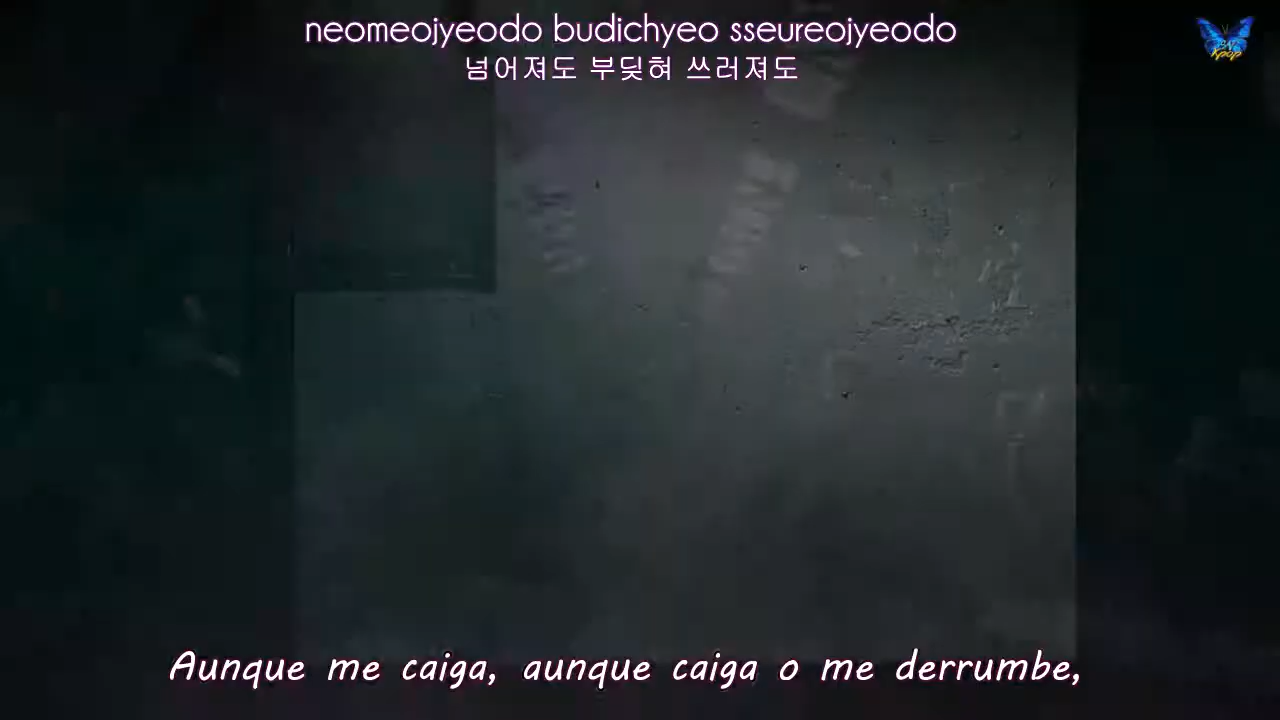 neomeojyeodo budichyeo sseureojyeodo
넘어져도 부딪혀 쓰러져도
Kpop
Aunque me caiga, aunque caiga o me derrumbe,